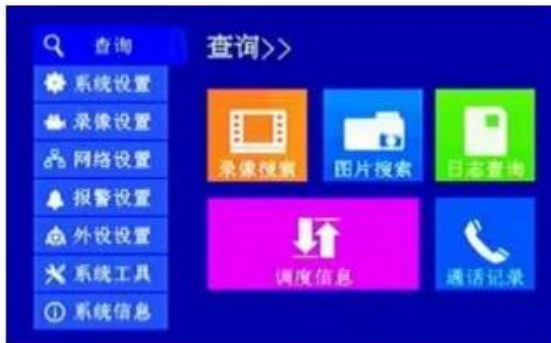 查询
系统设置
录像设置
网络设置
报警设置
外设设置
系统工具
系统信息
查询>>
录像搜索
图片搜索
日志查询
调度信息
通话记录